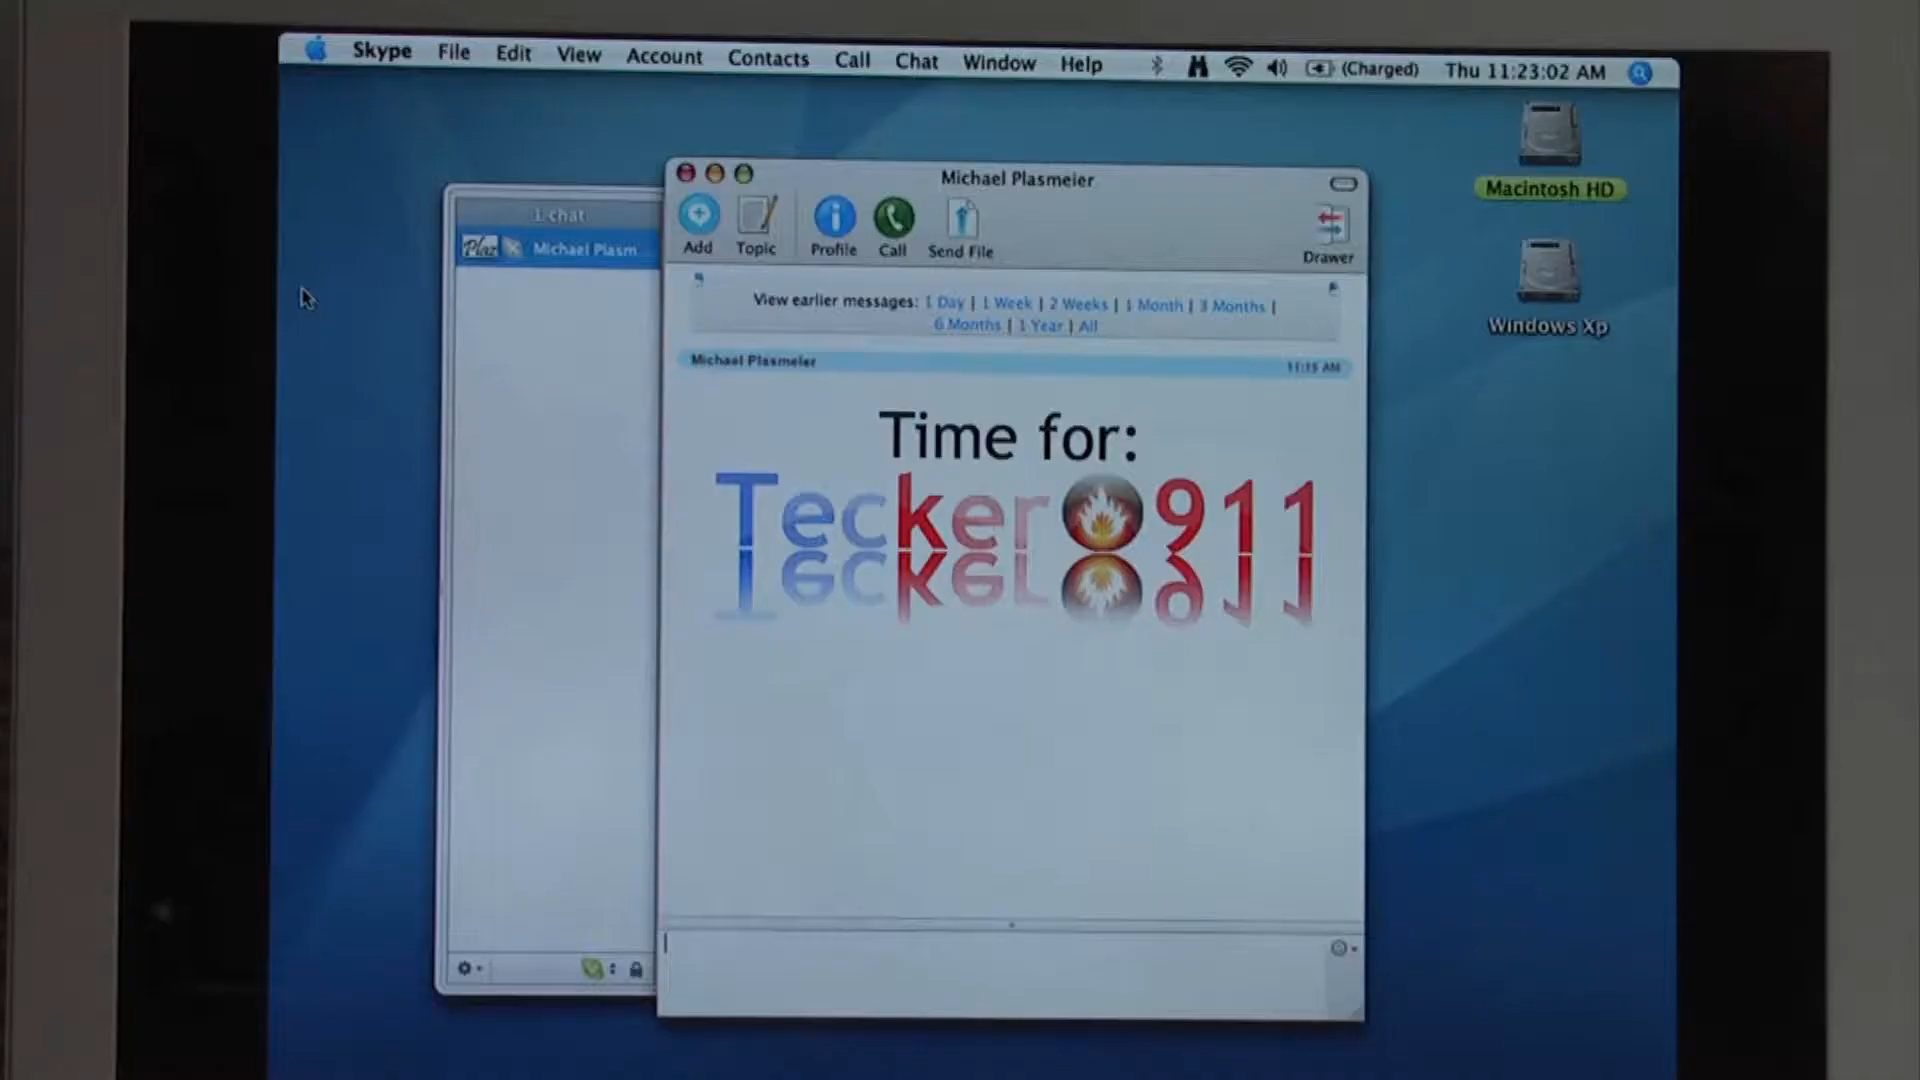 Skype File Edit View Account Contacts Call Chat Window Help (Charged) Thu 11:23:02 AM
Macintosh HD
Windows Xp
1 chat
Plaz Michael Plasm
Michael Plasmeier
Add Topic Profile Call Send File Drawer
View earlier messages: 1 Day | 1 Week | 2 Weeks | 1 Month | 3 Months |
6 Months | 1 Year | All
Michael Plasmeier 11:15 AM
Time for:
Tecker 911